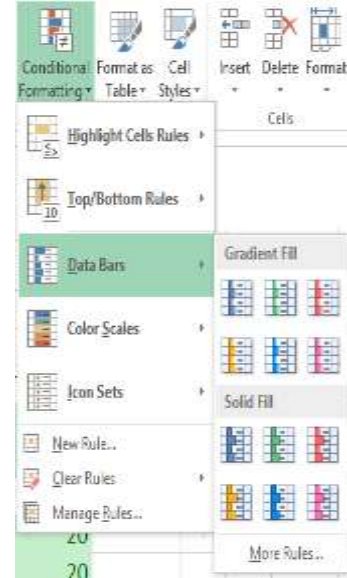 Conditional Format as Cell Insert Delete Format
Formatting Table Styles
Cells
Highlight Cells Rules
Top/Bottom Rules
10
Data Bars
Gradient Fill
Color Scales
Icon Sets
Solid Fill
New Rule...
Clear Rules
Manage Rules...
More Rules...
20
20